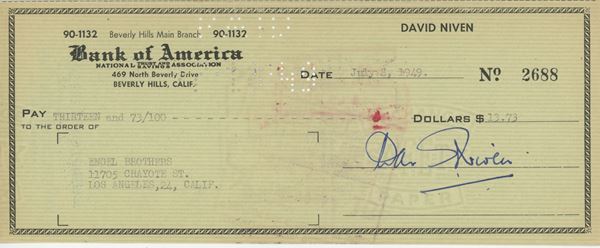 DAVID NIVEN
90-1132 Beverly Hills Main Branch 90-1132
Bank of America
NATIONAL TRUST AND SAVINGS ASSOCIATION
469 North Beverly Drive
BEVERLY HILLS, CALIF.
DATE July 8, 1949. No 2688
PAY THIRTEEN and 73/100 - - - - - - - - - - DOLLARS $ 13.73
TO THE ORDER OF
ENGEL BROTHERS
11705 CHAYOTE ST.
LOS ANGELES, 24, CALIF.
David Niven
PAPER